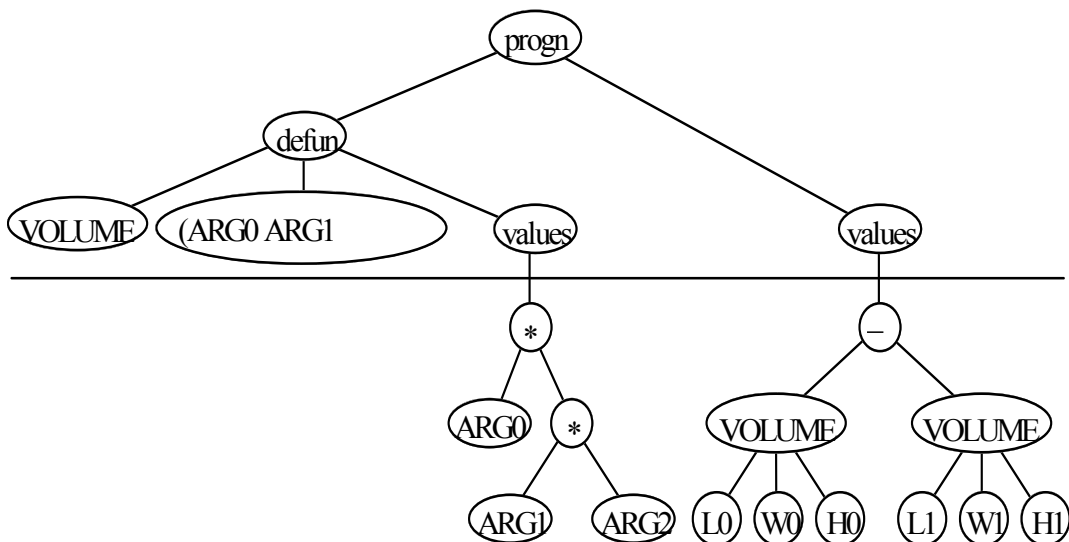 progn
defun
VOLUME (ARG0 ARG1 values values
* –
ARG0 * VOLUME VOLUME
ARG1 ARG2 L0 W0 H0 L1 W1 H1